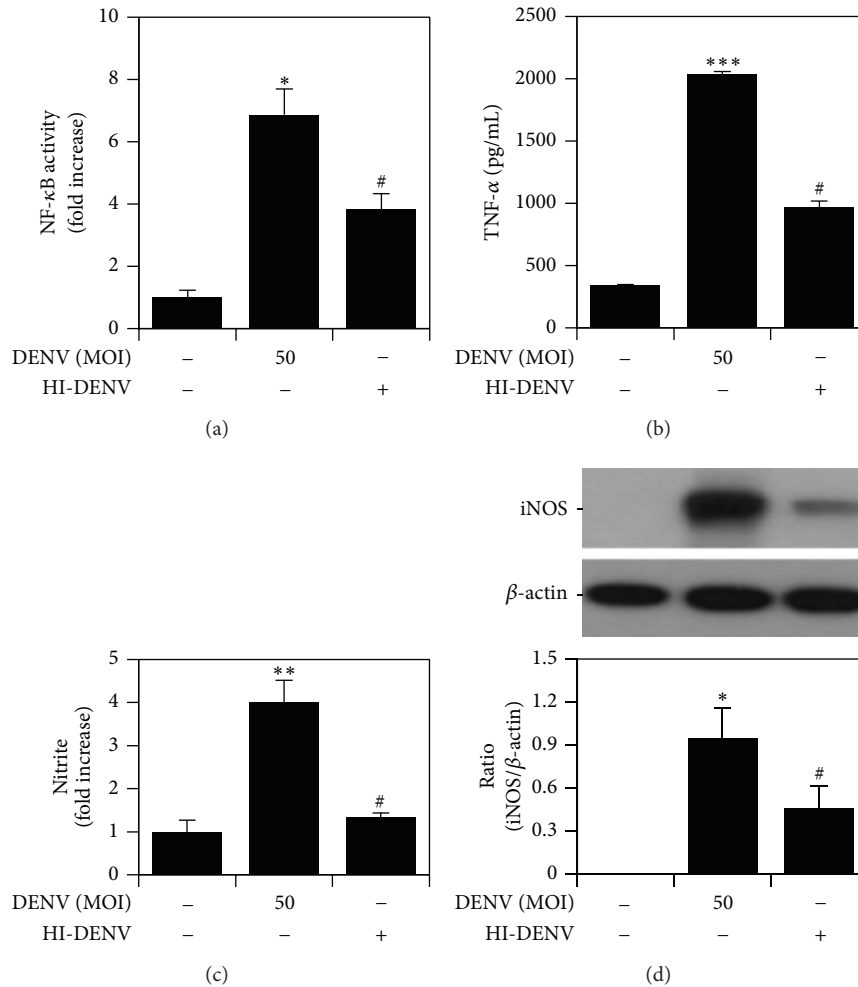 10
8
6
4
2
0
NF-κB activity
(fold increase)
*
#
DENV (MOI) – 50 –
HI-DENV – – +
(a)
2500
2000
1500
1000
500
0
TNF-α (pg/mL)
***
#
DENV (MOI) – 50 –
HI-DENV – – +
(b)
5
4
3
2
1
0
Nitrite
(fold increase)
**
#
DENV (MOI) – 50 –
HI-DENV – – +
(c)
iNOS
β-actin
1.5
1.2
0.9
0.6
0.3
0
Ratio
(iNOS/β-actin)
*
#
DENV (MOI) – 50 –
HI-DENV – – +
(d)